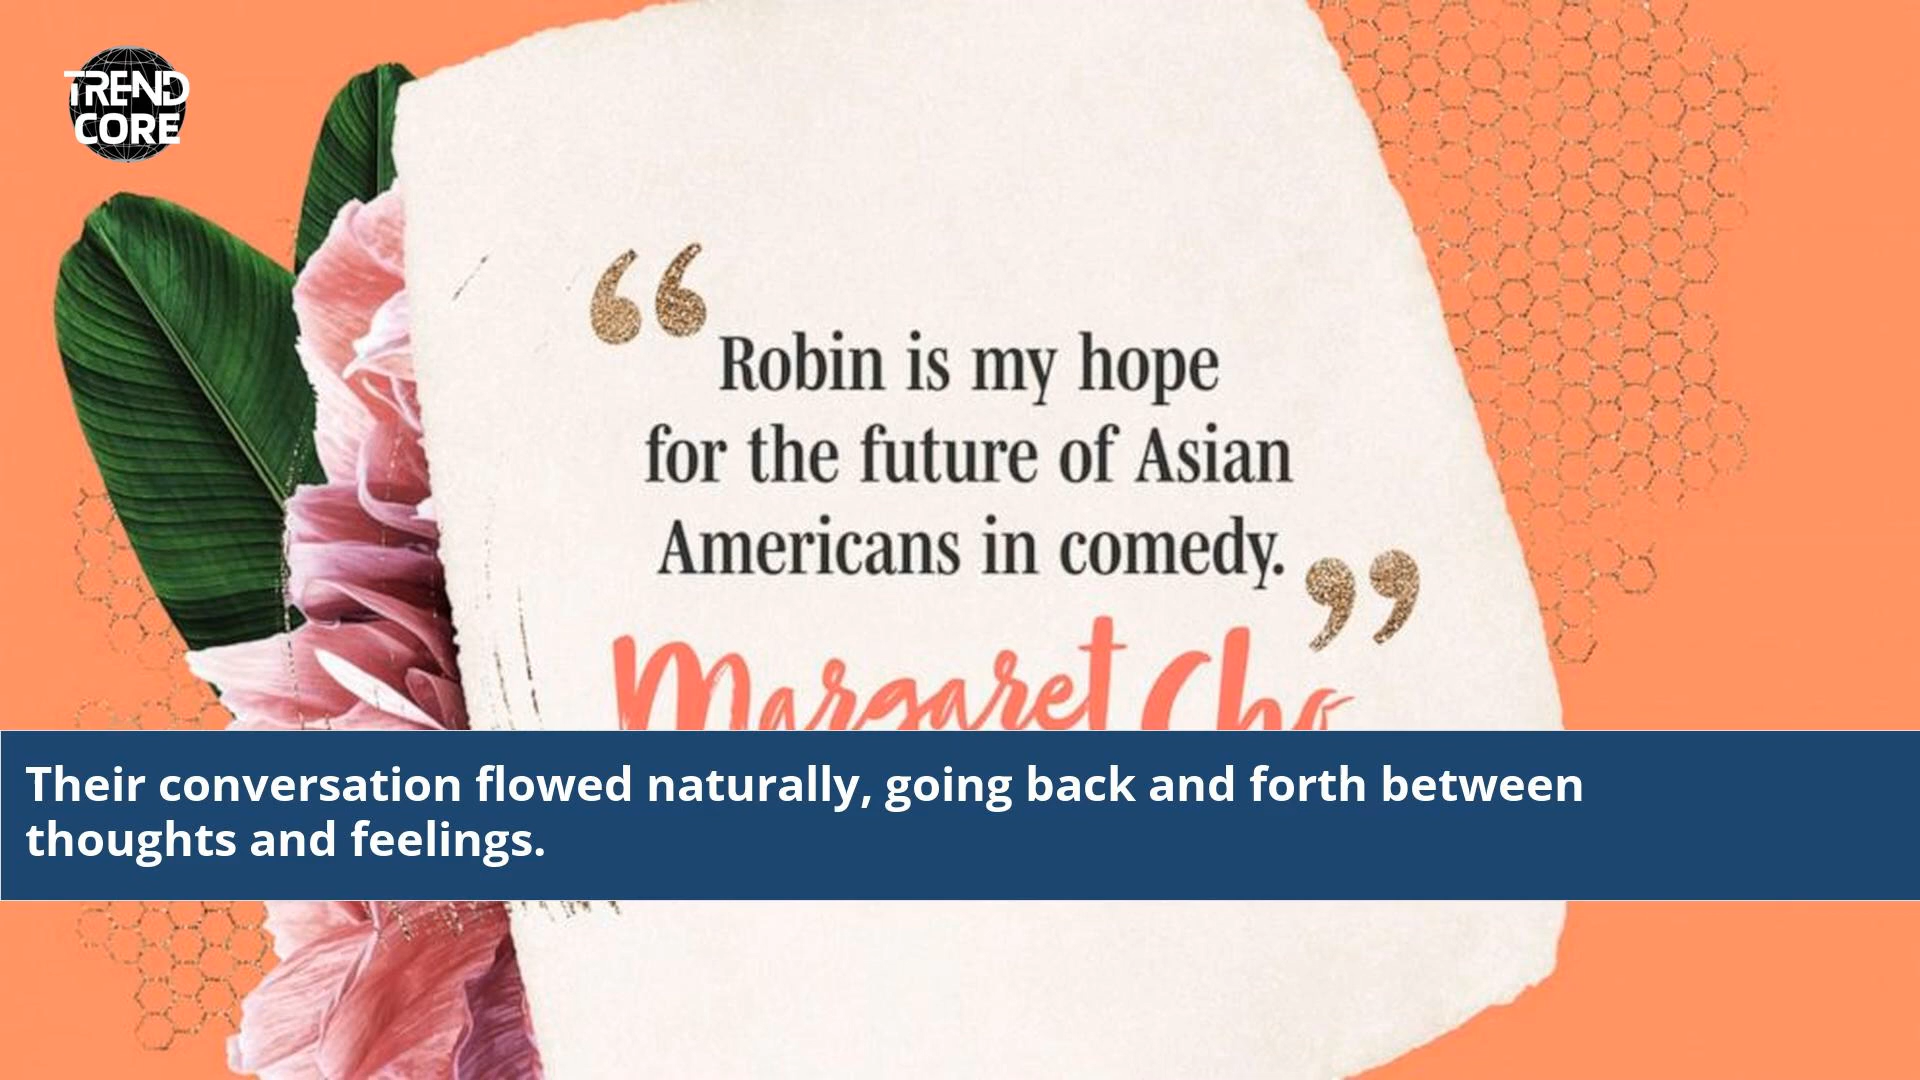 TREND
CORE
“Robin is my hope
for the future of Asian
Americans in comedy.”
Margaret Cho
Their conversation flowed naturally, going back and forth between
thoughts and feelings.